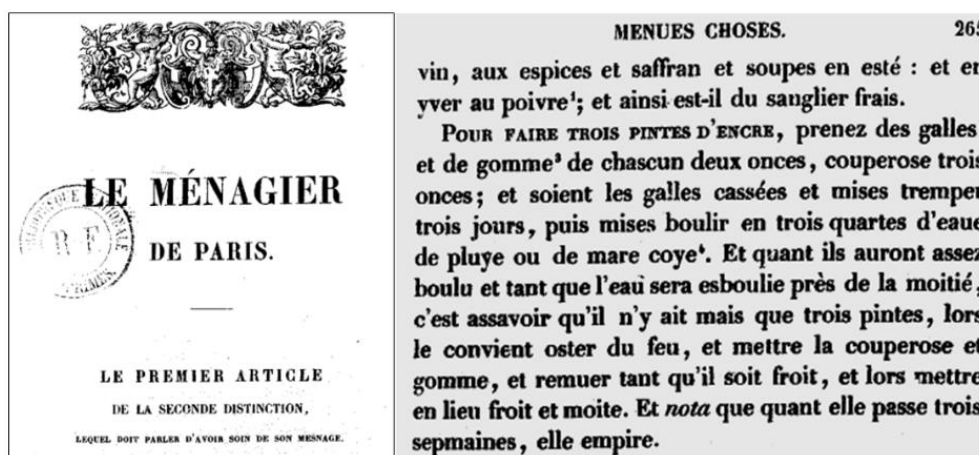 LE MÉNAGIER
DE PARIS.
R F
LE PREMIER ARTICLE
DE LA SECONDE DISTINCTION,
LEQUEL DOIT PARLER D'AVOIR SOIN DE SON MESNAGE.
MENUES CHOSES. 265
vin, aux espices et saffran et soupes en esté : et en
yver au poivre¹; et ainsi est-il du sanglier frais.
POUR FAIRE TROIS PINTES D'ENCRE, prenez des galles
et de gomme³ de chascun deux onces, couperose trois
onces; et soient les galles cassées et mises tremper
trois jours, puis mises boulir en trois quartes d'eaue
de pluye ou de mare coye⁴. Et quant ils auront assez
boulu et tant que l'eau sera esboulie près de la moitié,
c'est assavoir qu'il n'y ait mais que trois pintes, lors
le convient oster du feu, et mettre la couperose et
gomme, et remuer tant qu'il soit froit, et lors mettre
en lieu froit et moite. Et nota que quant elle passe trois
sepmaines, elle empire.